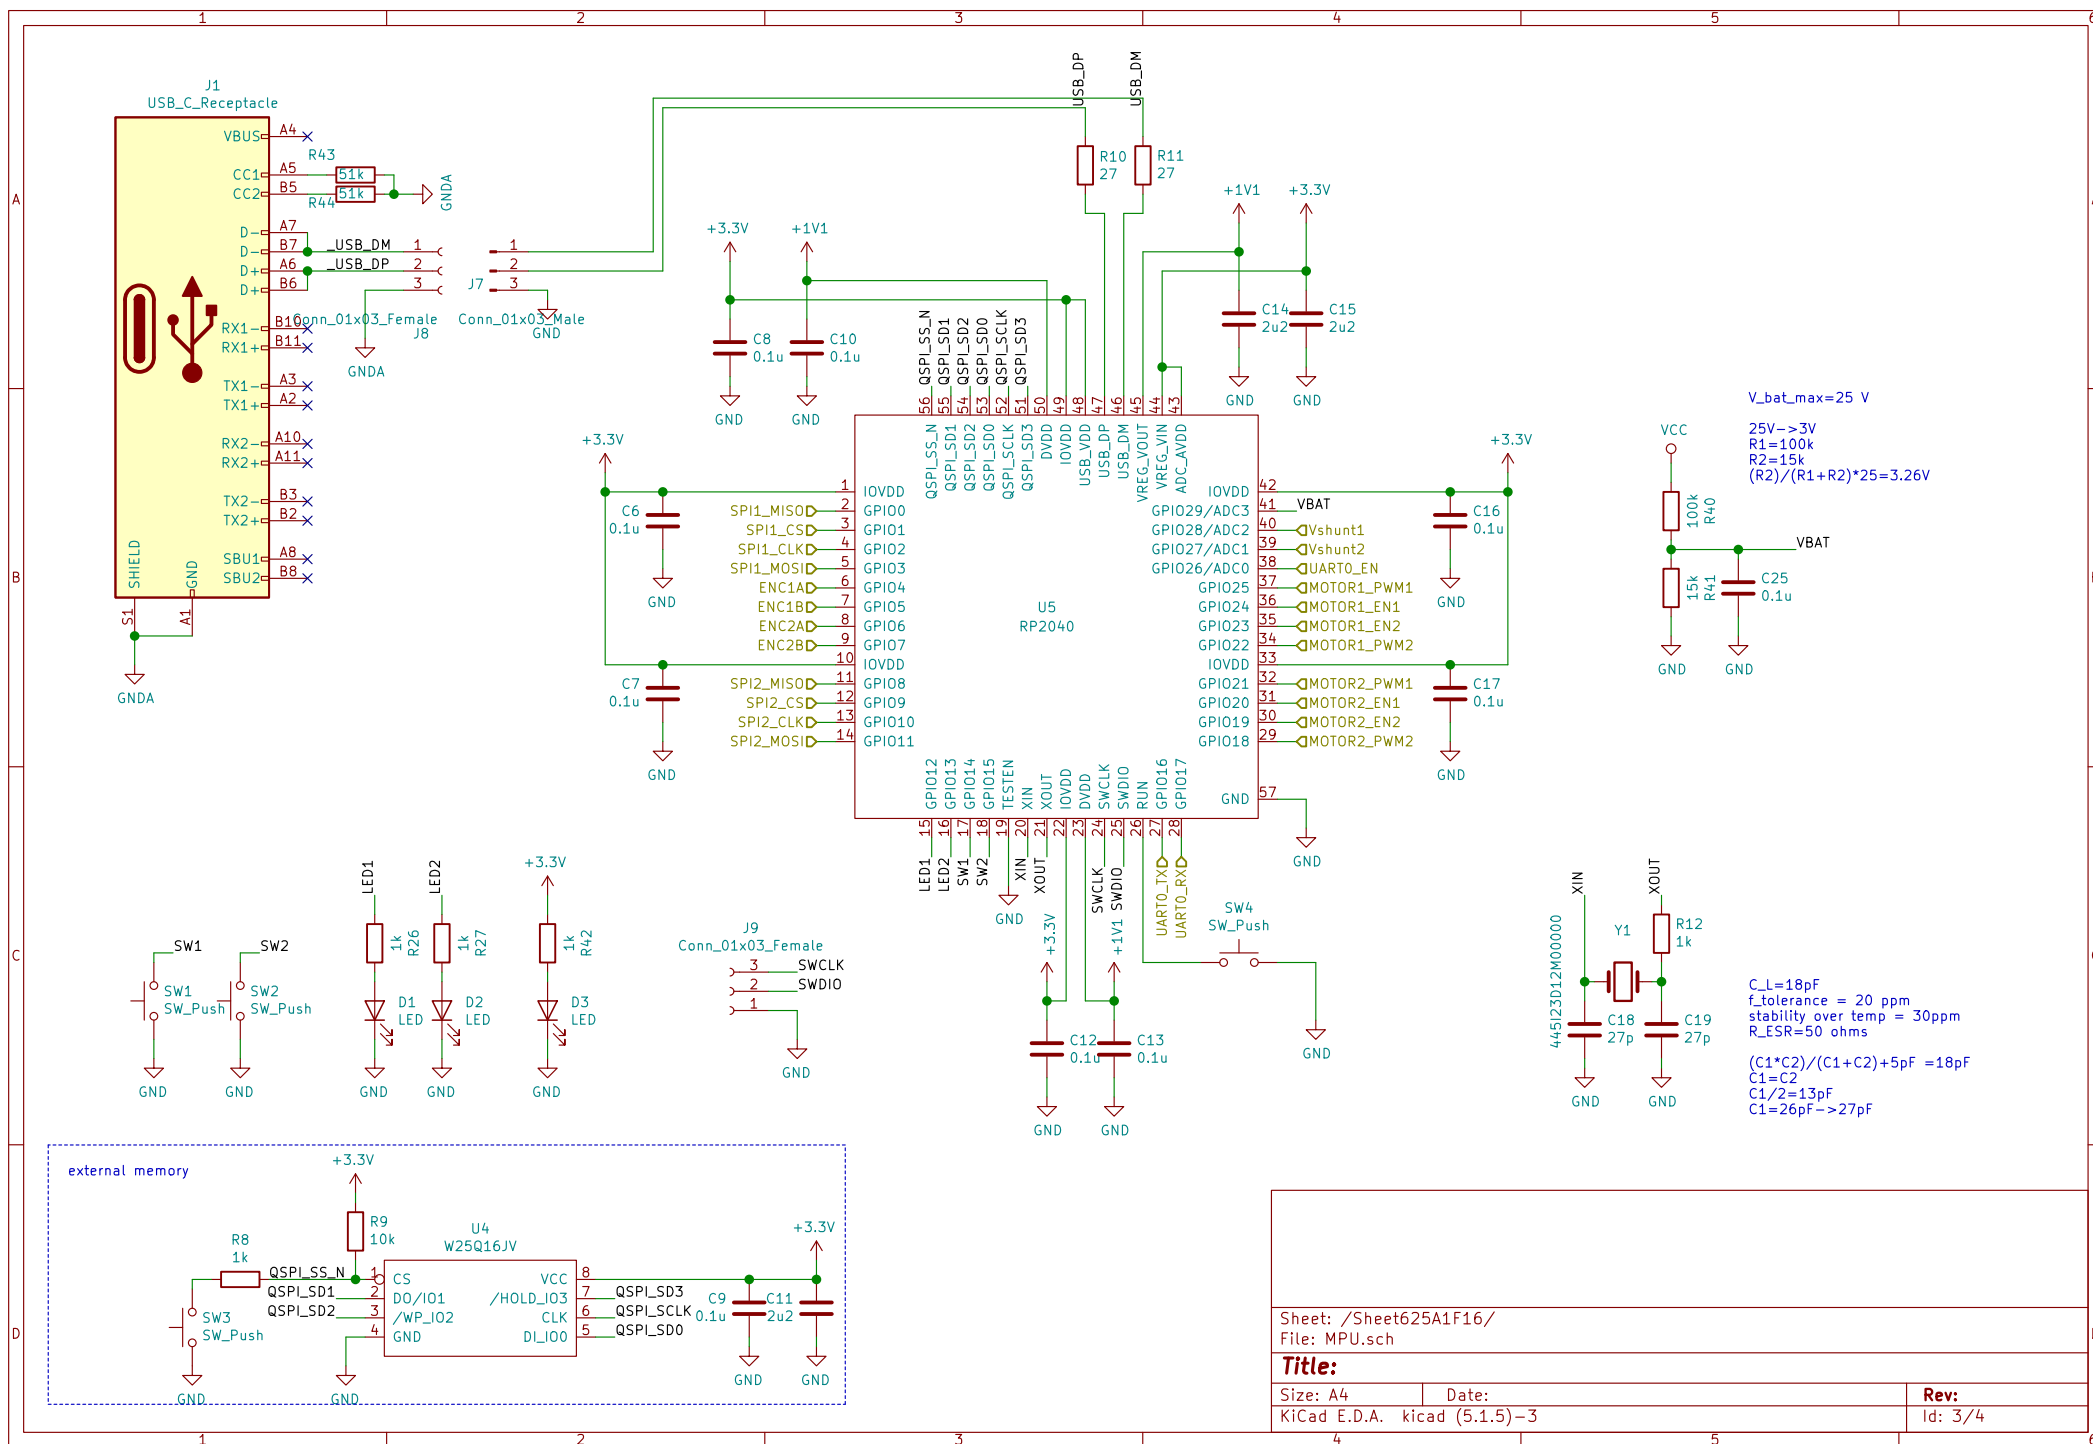 1 2 3 4 5 6
A
B
C
D
J1
USB_C_Receptacle
VBUS A4
CC1 A5
CC2 B5
D- A7
D- B7
D+ A6
D+ B6
RX1- B10
RX1+ B11
TX1- A3
TX1+ A2
RX2- A10
RX2+ A11
TX2- B3
TX2+ B2
SBU1 A8
SBU2 B8
SHIELD
GND
S1
A1
GNDA
R43
51k
51k
R44
GNDA
_USB_DM 1
_USB_DP 2
3
Conn_01x03_Female
J8
GNDA
1
2
3
J7
Conn_01x03_Male
GND
USB_DP
USB_DM
R10
27
R11
27
+3.3V
+1V1
C8
0.1u
C10
0.1u
GND
GND
+1V1
+3.3V
C14
2u2
C15
2u2
GND
GND
QSPI_SS_N
QSPI_SD1
QSPI_SD2
QSPI_SD0
QSPI_SCLK
QSPI_SD3
56 QSPI_SS_N
55 QSPI_SD1
54 QSPI_SD2
53 QSPI_SD0
52 QSPI_SCLK
51 QSPI_SD3
50 DVDD
49 IOVDD
48 USB_VDD
47 USB_DP
46 USB_DM
45 VREG_VOUT
44 VREG_VIN
43 ADC_AVDD
+3.3V
C6
0.1u
GND
C7
0.1u
GND
1 IOVDD
SPI1_MISO 2 GPIO0
SPI1_CS 3 GPIO1
SPI1_CLK 4 GPIO2
SPI1_MOSI 5 GPIO3
ENC1A 6 GPIO4
ENC1B 7 GPIO5
ENC2A 8 GPIO6
ENC2B 9 GPIO7
10 IOVDD
SPI2_MISO 11 GPIO8
SPI2_CS 12 GPIO9
SPI2_CLK 13 GPIO10
SPI2_MOSI 14 GPIO11
U5
RP2040
IOVDD 42
GPIO29/ADC3 41 VBAT
GPIO28/ADC2 40 Vshunt1
GPIO27/ADC1 39 Vshunt2
GPIO26/ADC0 38 UART0_EN
GPIO25 37 MOTOR1_PWM1
GPIO24 36 MOTOR1_EN1
GPIO23 35 MOTOR1_EN2
GPIO22 34 MOTOR1_PWM2
IOVDD 33
GPIO21 32 MOTOR2_PWM1
GPIO20 31 MOTOR2_EN1
GPIO19 30 MOTOR2_EN2
GPIO18 29 MOTOR2_PWM2
GND 57
GND
+3.3V
C16
0.1u
GND
C17
0.1u
GND
GPIO12 15 LED1
GPIO13 16 LED2
GPIO14 17 SW1
GPIO15 18 SW2
TESTEN 19
XIN 20 XIN
XOUT 21 XOUT
IOVDD 22
DVDD 23
SWCLK 24 SWCLK
SWDIO 25 SWDIO
RUN 26
GPIO16 27 UART0_TX
GPIO17 28 UART0_RX
GND
+3.3V
+1V1
C12
0.1u
C13
0.1u
GND
GND
SW4
SW_Push
GND
V_bat_max=25 V
25V->3V
R1=100k
R2=15k
(R2)/(R1+R2)*25=3.26V
VCC
100k
R40
15k
R41
VBAT
C25
0.1u
GND
GND
SW1
SW1
SW_Push
GND
SW2
SW2
SW_Push
GND
LED1
1k
R26
D1
LED
GND
LED2
1k
R27
D2
LED
GND
+3.3V
1k
R42
D3
LED
GND
J9
Conn_01x03_Female
3 SWCLK
2 SWDIO
1
GND
XIN
XOUT
445I23D12M00000
Y1
R12
1k
C18
27p
C19
27p
GND
GND
C_L=18pF
f_tolerance = 20 ppm
stability over temp = 30ppm
R_ESR=50 ohms
(C1*C2)/(C1+C2)+5pF =18pF
C1=C2
C1/2=13pF
C1=26pF->27pF
external memory
+3.3V
R9
10k
R8
1k
SW3
SW_Push
GND
U4
W25Q16JV
QSPI_SS_N 1 CS
QSPI_SD1 2 DO/IO1
QSPI_SD2 3 /WP_IO2
4 GND
GND
VCC 8
/HOLD_IO3 7 QSPI_SD3
CLK 6 QSPI_SCLK
DI_IO0 5 QSPI_SD0
+3.3V
C9
0.1u
C11
2u2
GND
GND
Sheet: /Sheet625A1F16/
File: MPU.sch
Title:
Size: A4 Date: Rev:
KiCad E.D.A. kicad (5.1.5)-3 Id: 3/4
1 2 3 4 5 6